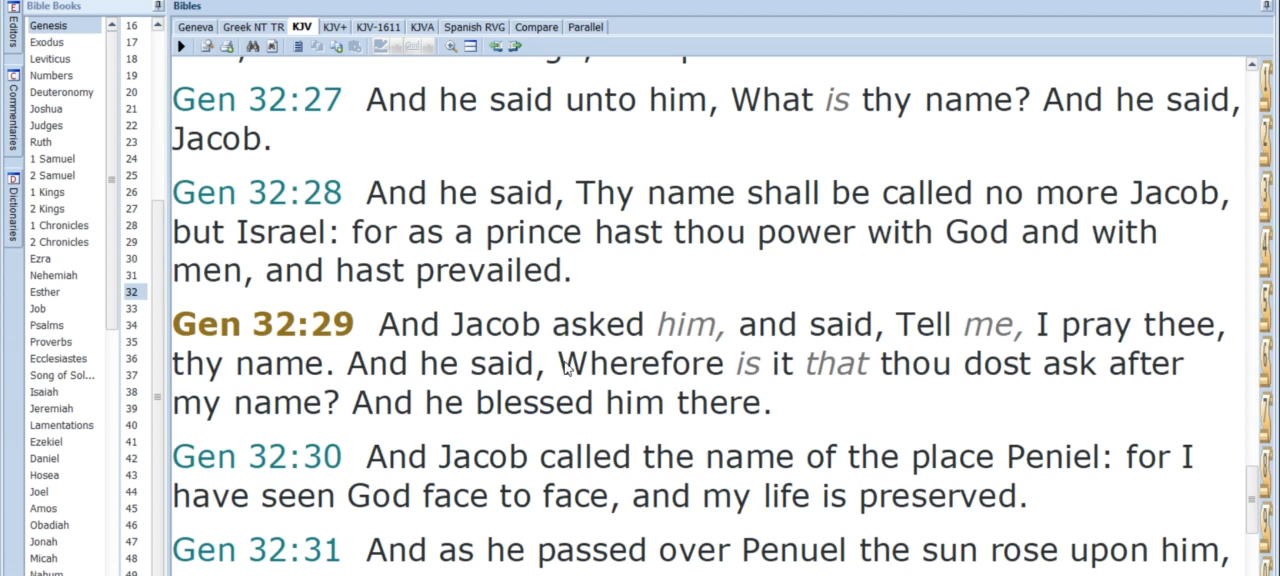 Bible Books
Bibles
Editors
Commentaries
Dictionaries
Geneva Greek NT TR KJV KJV+ KJV-1611 KJVA Spanish RVG Compare Parallel
Genesis 16
Exodus 17
Leviticus 18
Numbers 19
Deuteronomy 20
Joshua 21
Judges 22
Ruth 23
1 Samuel 24
2 Samuel 25
1 Kings 26
2 Kings 27
1 Chronicles 28
2 Chronicles 29
Ezra 30
Nehemiah 31
Esther 32
Job 33
Psalms 34
Proverbs 35
Ecclesiastes 36
Song of Sol... 37
Isaiah 38
Jeremiah 39
Lamentations 40
Ezekiel 41
Daniel 42
Hosea 43
Joel 44
Amos 45
Obadiah 46
Jonah 47
Micah 48
Nahum 49
Gen 32:27 And he said unto him, What is thy name? And he said,
Jacob.
Gen 32:28 And he said, Thy name shall be called no more Jacob,
but Israel: for as a prince hast thou power with God and with
men, and hast prevailed.
Gen 32:29 And Jacob asked him, and said, Tell me, I pray thee,
thy name. And he said, Wherefore is it that thou dost ask after
my name? And he blessed him there.
Gen 32:30 And Jacob called the name of the place Peniel: for I
have seen God face to face, and my life is preserved.
Gen 32:31 And as he passed over Penuel the sun rose upon him,